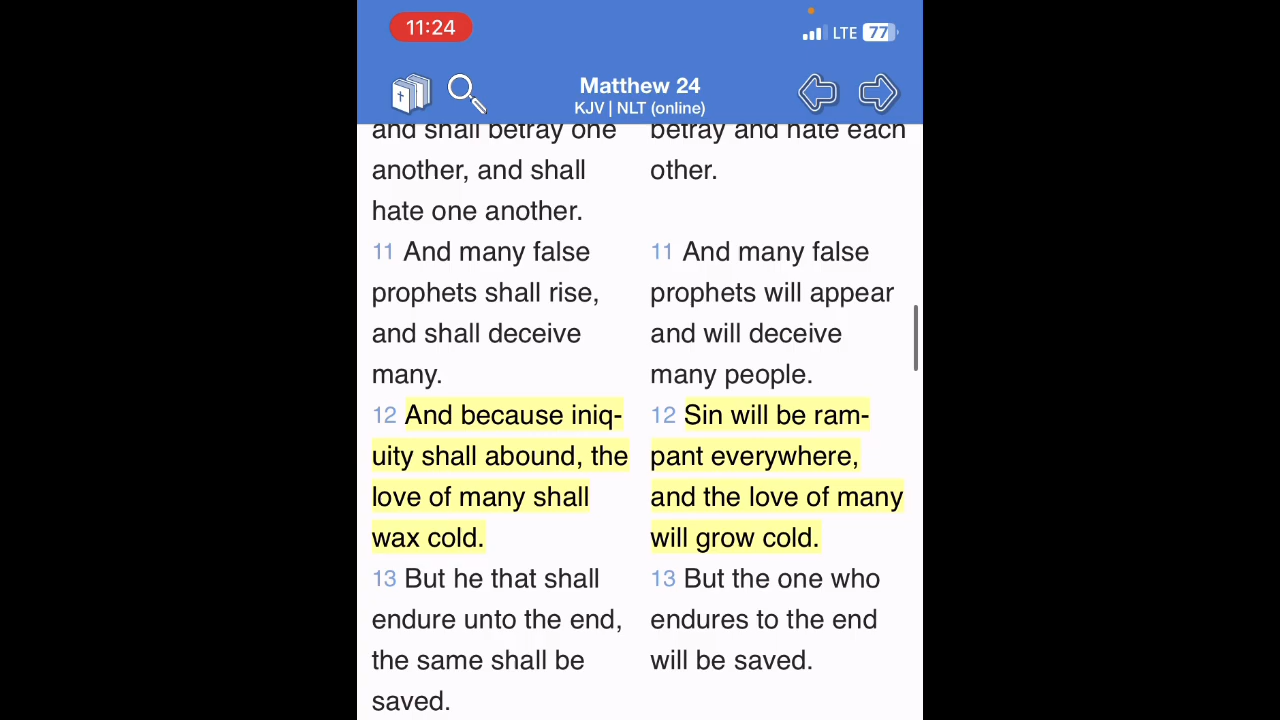 11:24
LTE 77
Matthew 24
KJV | NLT (online)
and shall betray one
another, and shall
hate one another.
11 And many false
prophets shall rise,
and shall deceive
many.
12 And because iniq-
uity shall abound, the
love of many shall
wax cold.
13 But he that shall
endure unto the end,
the same shall be
saved.
betray and hate each
other.
11 And many false
prophets will appear
and will deceive
many people.
12 Sin will be ram-
pant everywhere,
and the love of many
will grow cold.
13 But the one who
endures to the end
will be saved.